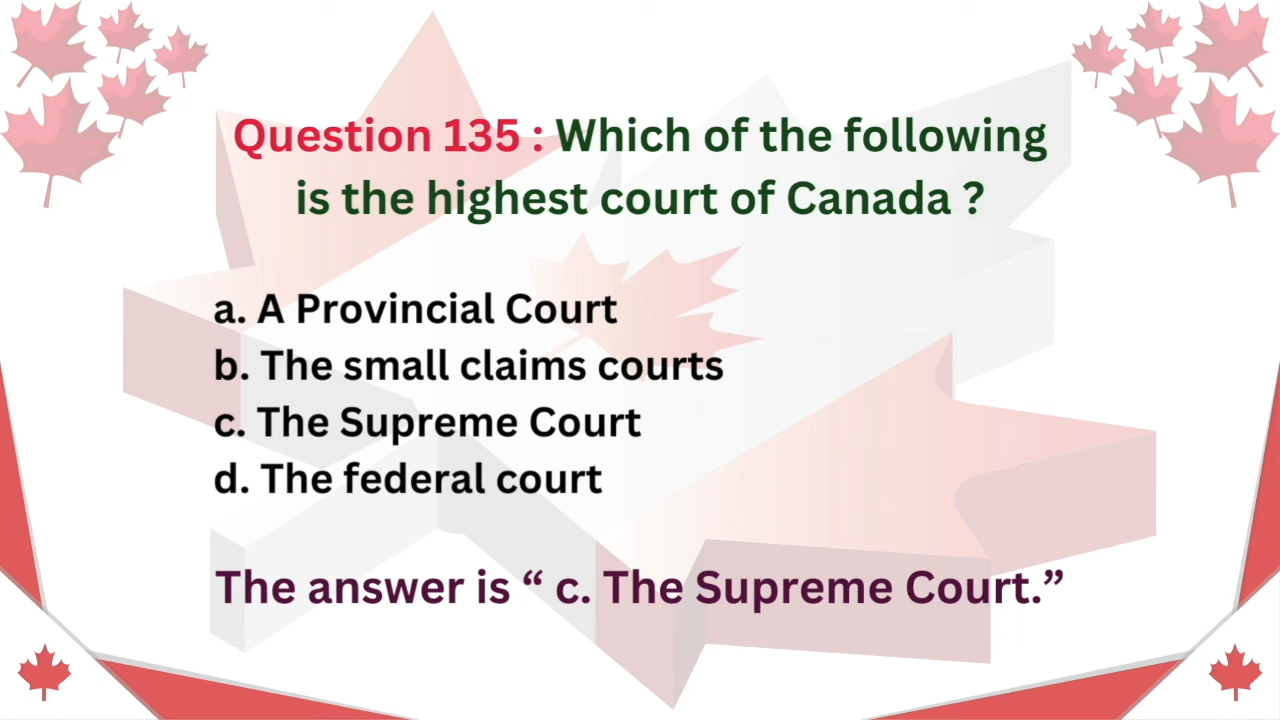 Question 135 : Which of the following
is the highest court of Canada ?
a. A Provincial Court
b. The small claims courts
c. The Supreme Court
d. The federal court
The answer is “ c. The Supreme Court.”